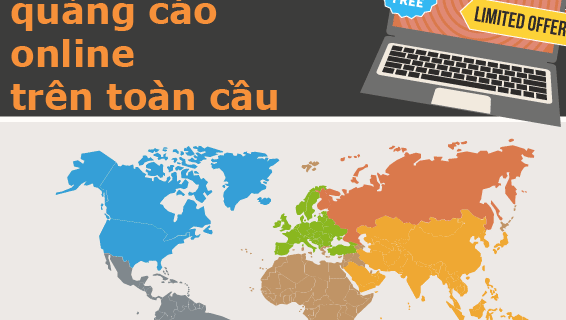 quảng cáo
online
trên toàn cầu
FREE
LIMITED OFFER